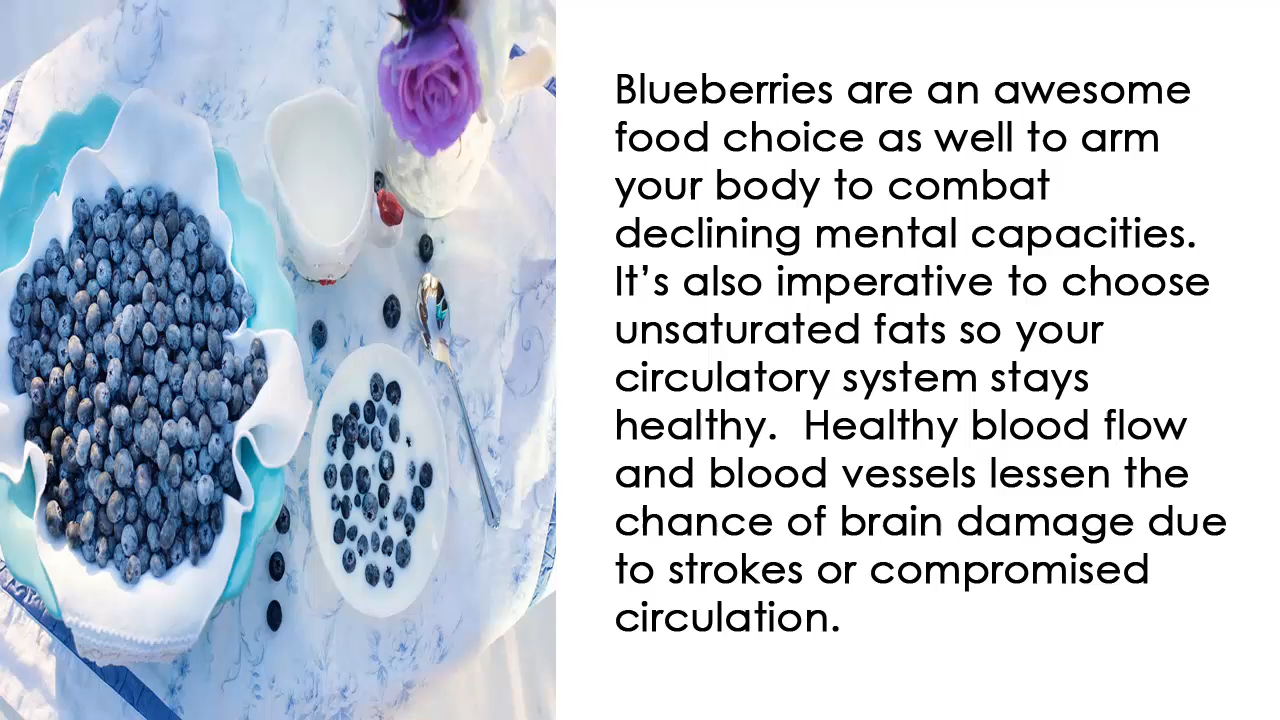 Blueberries are an awesome
food choice as well to arm
your body to combat
declining mental capacities.
It’s also imperative to choose
unsaturated fats so your
circulatory system stays
healthy.  Healthy blood flow
and blood vessels lessen the
chance of brain damage due
to strokes or compromised
circulation.